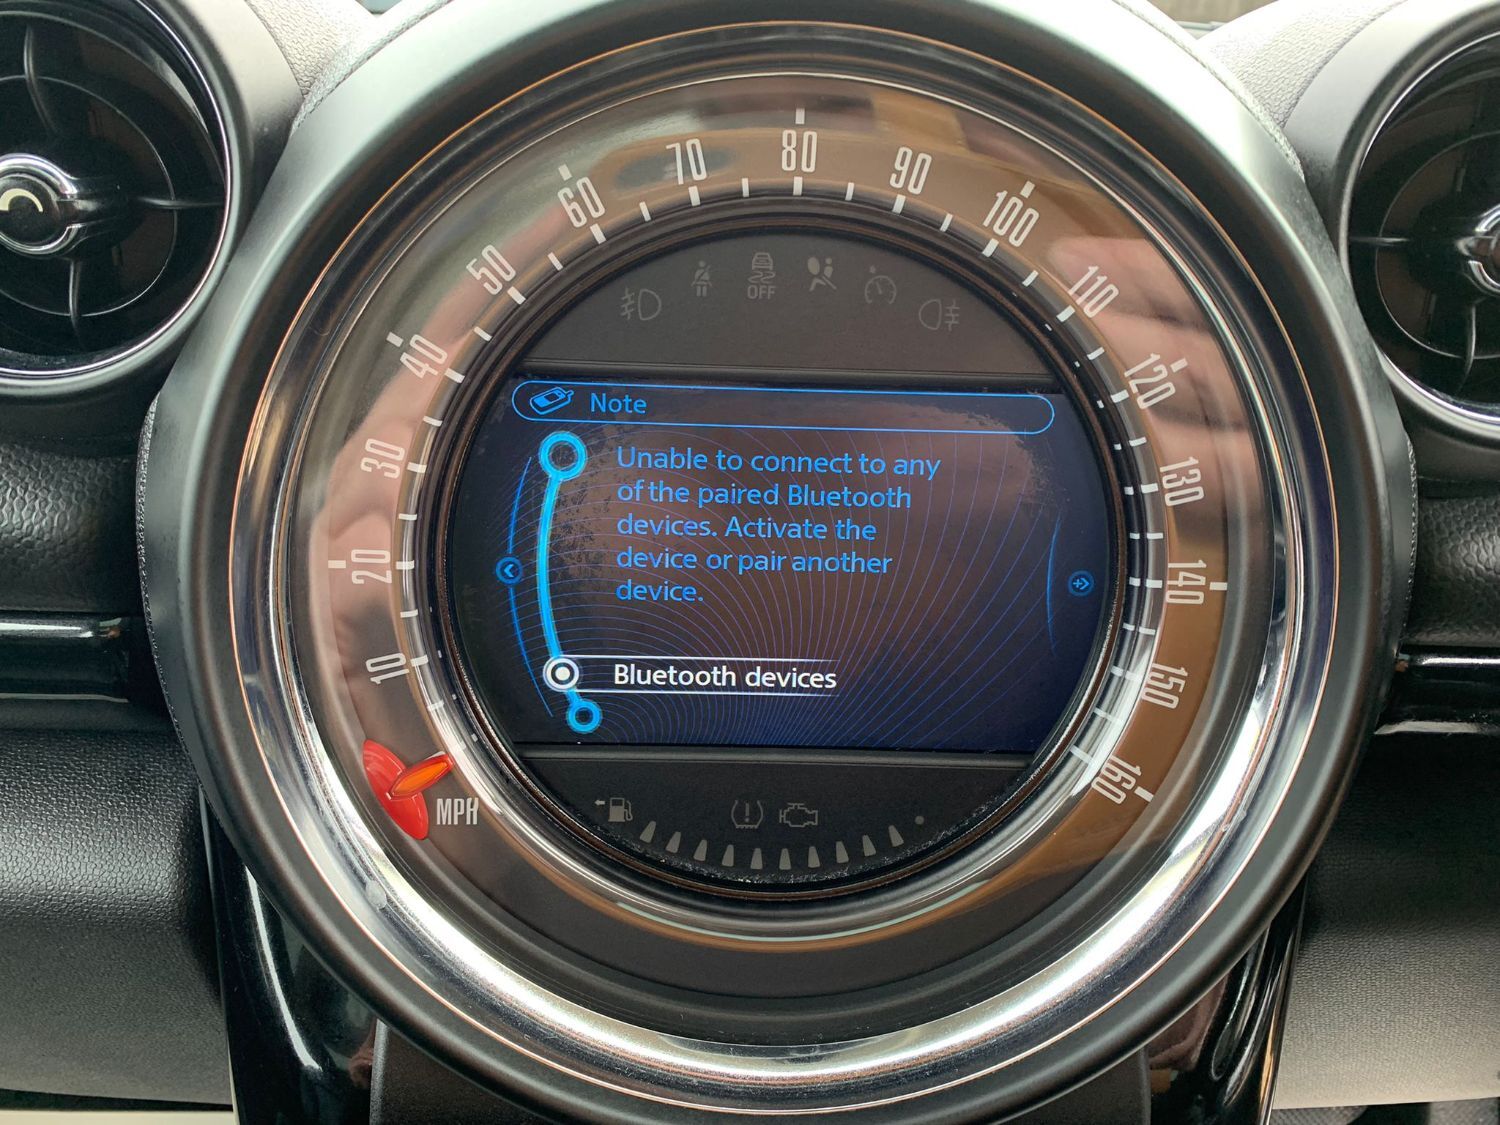 80
70
90
60
100
50
OFF
110
40
120
Note
30
Unable to connect to any
of the paired Bluetooth
devices. Activate the
device or pair another
device.
130
20
140
10
Bluetooth devices
150
160
MPH